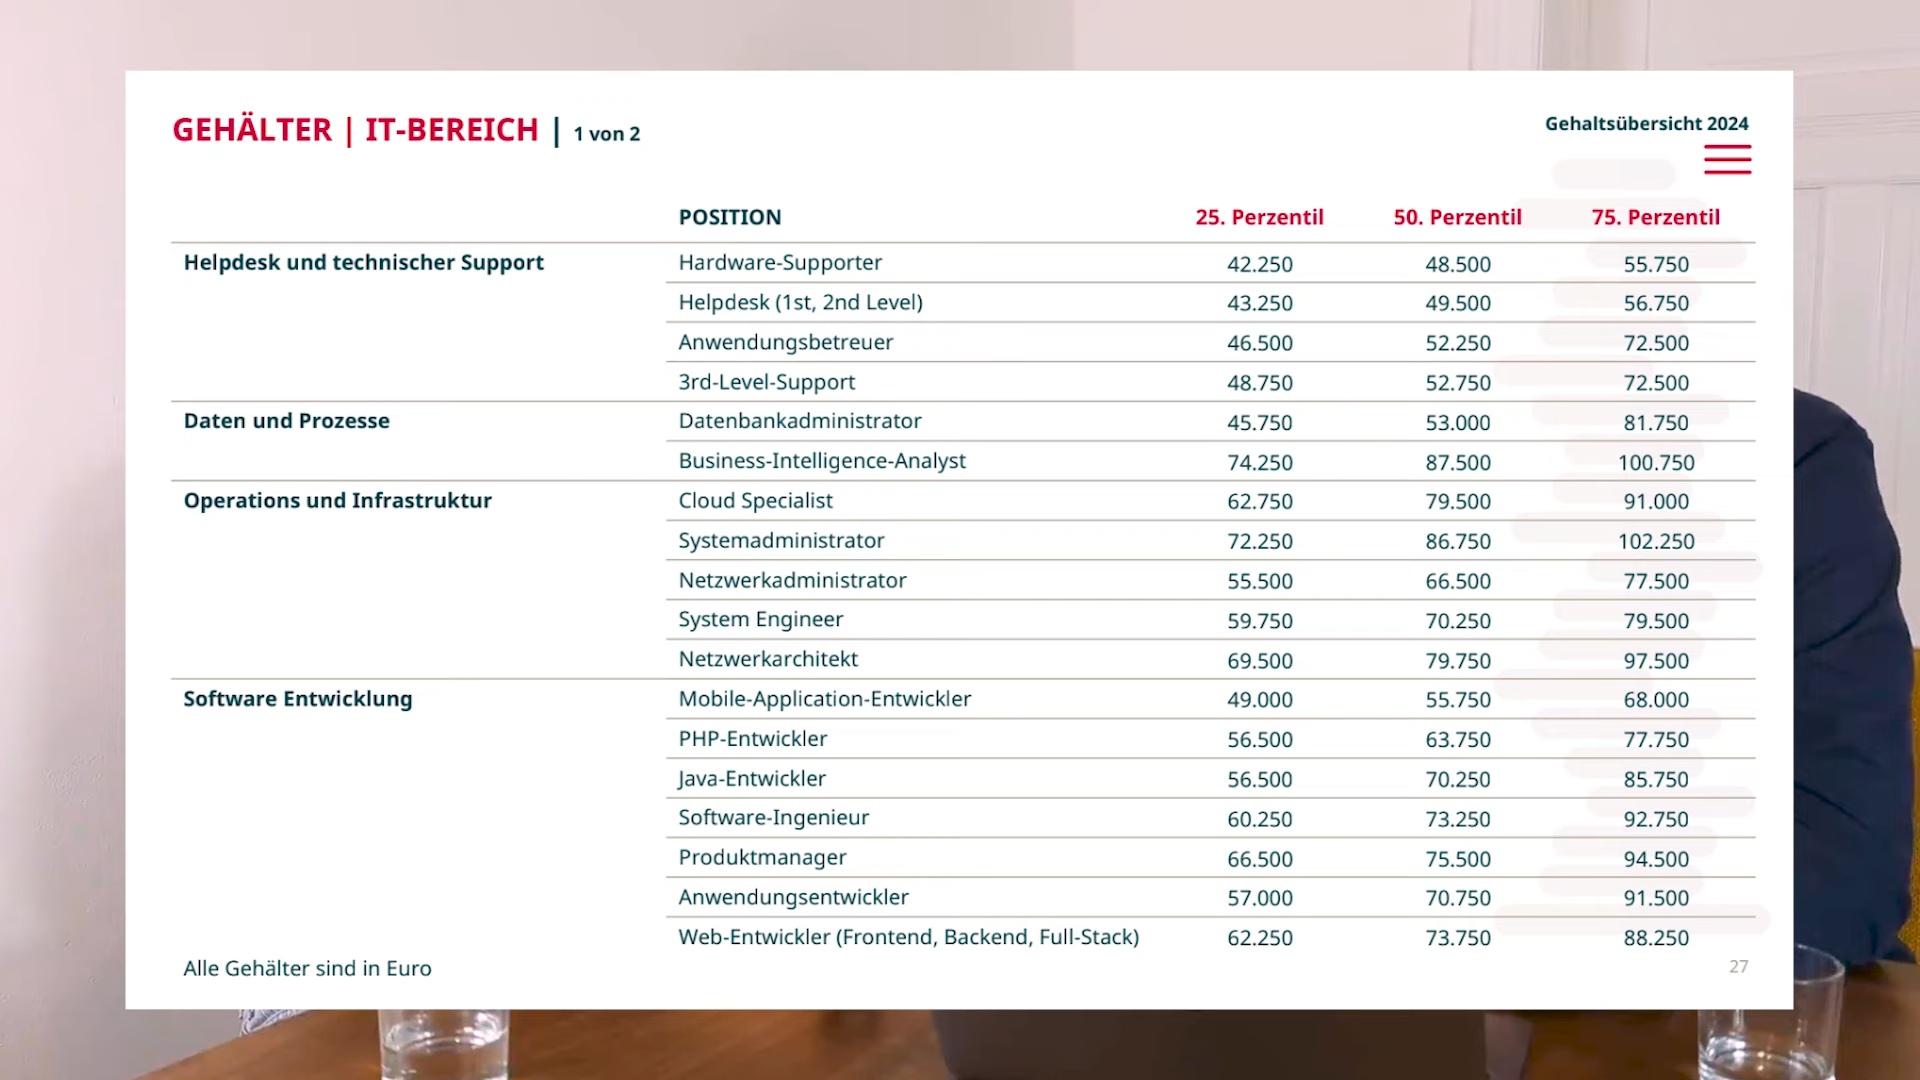 GEHÄLTER | IT-BEREICH | 1 von 2
Gehaltsübersicht 2024
POSITION 25. Perzentil 50. Perzentil 75. Perzentil
Helpdesk und technischer Support Hardware-Supporter 42.250 48.500 55.750
Helpdesk (1st, 2nd Level) 43.250 49.500 56.750
Anwendungsbetreuer 46.500 52.250 72.500
3rd-Level-Support 48.750 52.750 72.500
Daten und Prozesse Datenbankadministrator 45.750 53.000 81.750
Business-Intelligence-Analyst 74.250 87.500 100.750
Operations und Infrastruktur Cloud Specialist 62.750 79.500 91.000
Systemadministrator 72.250 86.750 102.250
Netzwerkadministrator 55.500 66.500 77.500
System Engineer 59.750 70.250 79.500
Netzwerkarchitekt 69.500 79.750 97.500
Software Entwicklung Mobile-Application-Entwickler 49.000 55.750 68.000
PHP-Entwickler 56.500 63.750 77.750
Java-Entwickler 56.500 70.250 85.750
Software-Ingenieur 60.250 73.250 92.750
Produktmanager 66.500 75.500 94.500
Anwendungsentwickler 57.000 70.750 91.500
Web-Entwickler (Frontend, Backend, Full-Stack) 62.250 73.750 88.250
Alle Gehälter sind in Euro
27